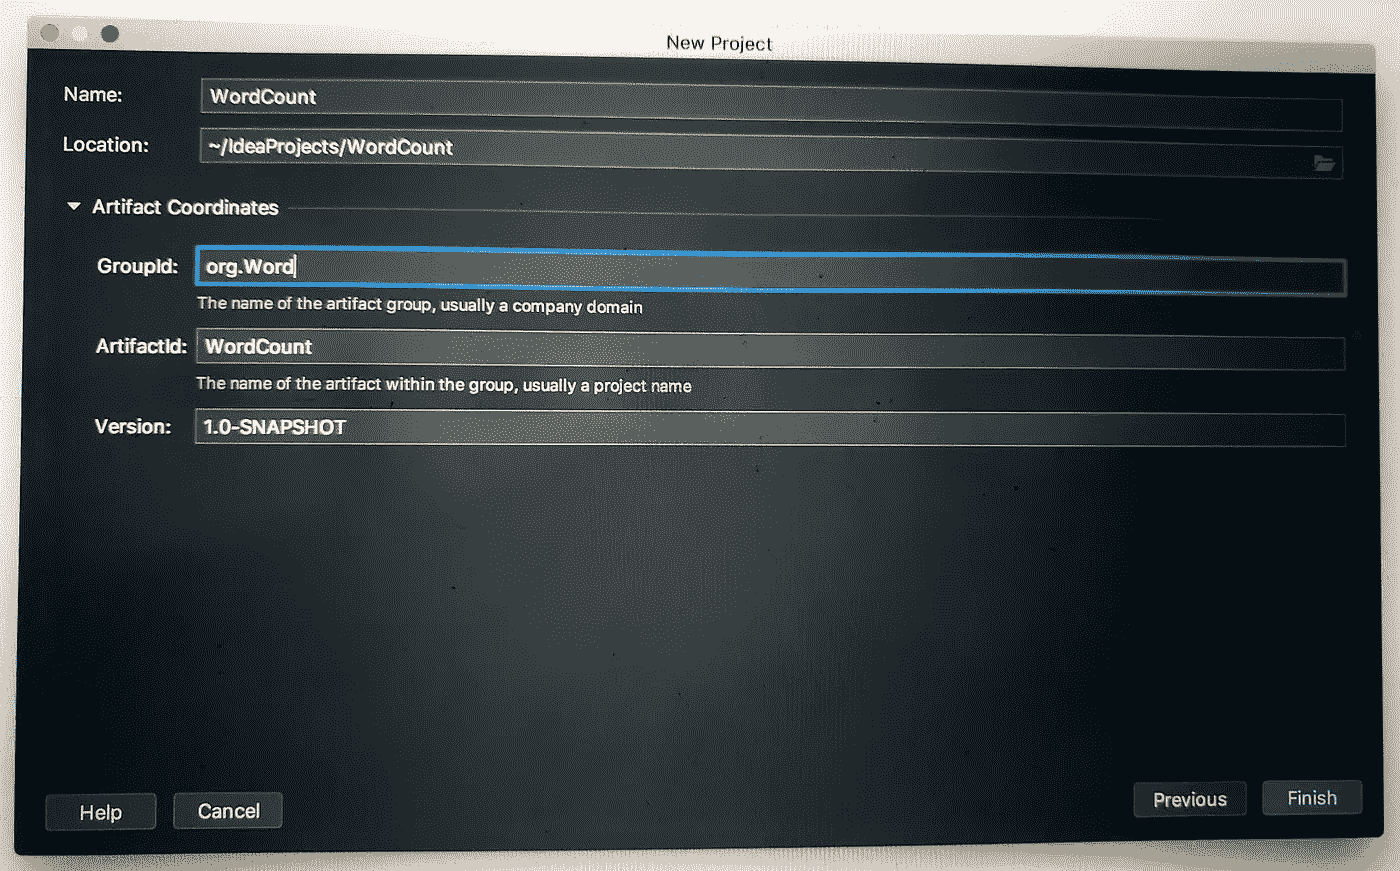 New Project
Name: WordCount
Location: ~/IdeaProjects/WordCount
Artifact Coordinates
GroupId: org.Word
The name of the artifact group, usually a company domain
ArtifactId: WordCount
The name of the artifact within the group, usually a project name
Version: 1.0-SNAPSHOT
Help Cancel Previous Finish